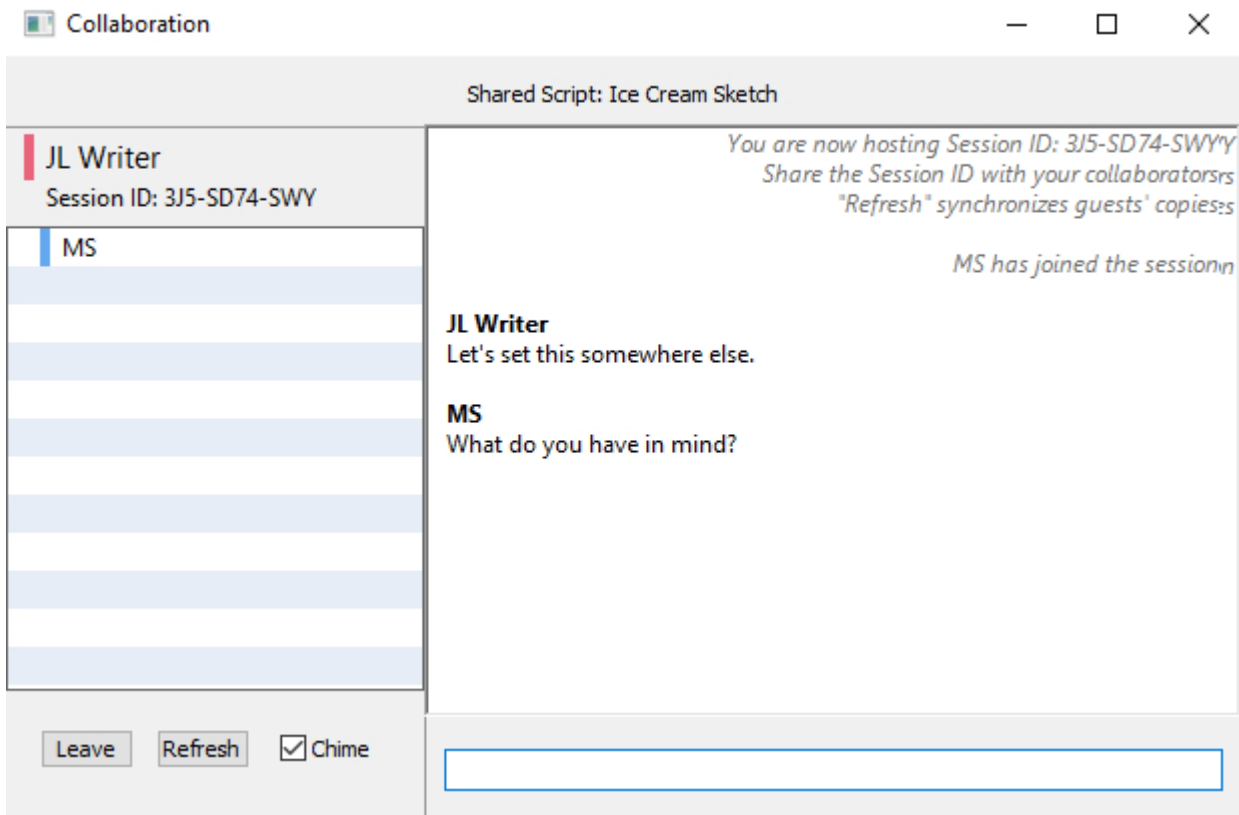 Collaboration
Shared Script: Ice Cream Sketch
JL Writer
Session ID: 3J5-SD74-SWY
MS
Leave
Refresh
Chime
You are now hosting Session ID: 3J5-SD74-SWY
Share the Session ID with your collaborators
"Refresh" synchronizes guests' copies
MS has joined the session
JL Writer
Let's set this somewhere else.
MS
What do you have in mind?